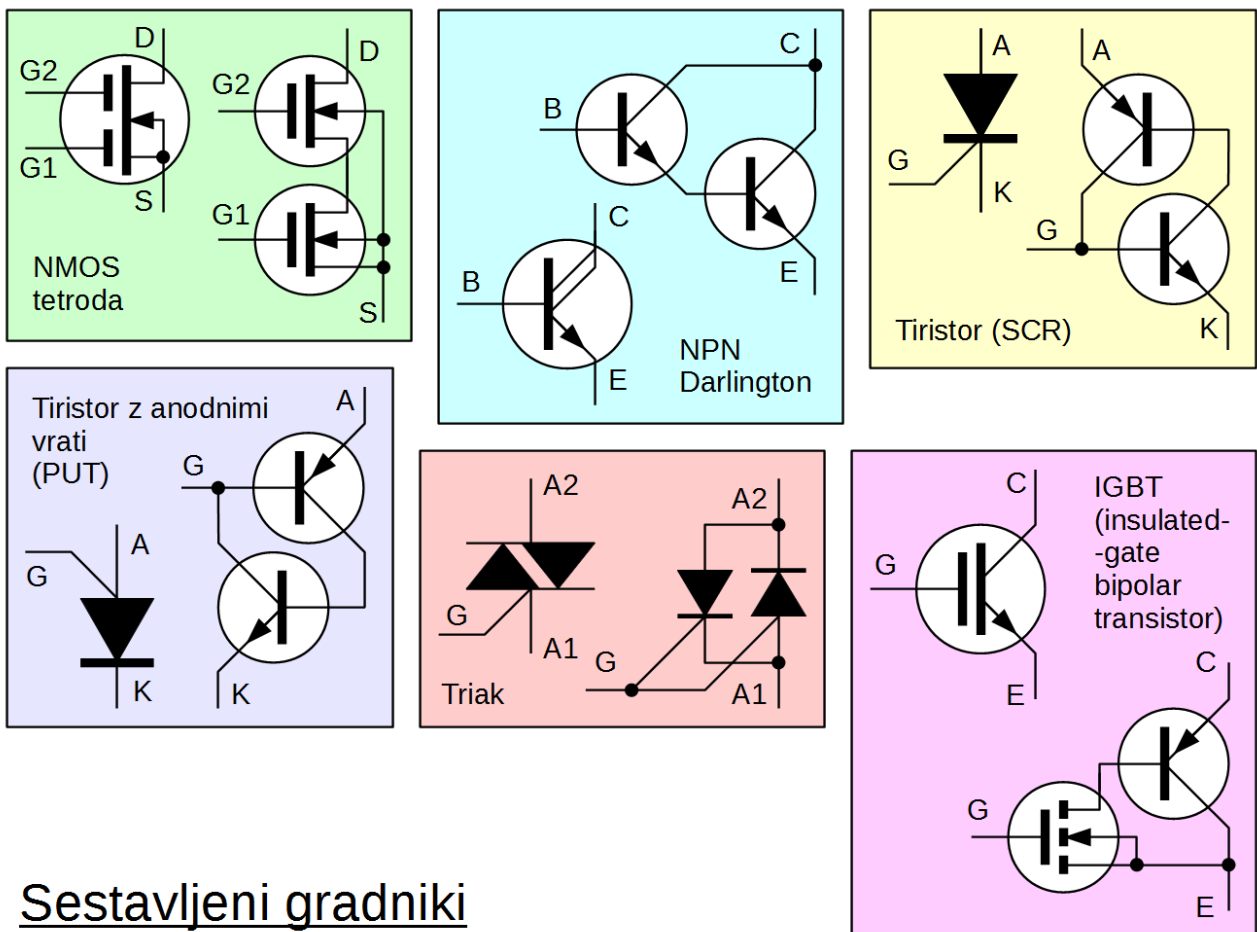 D
G2
G1
S
D
G2
G1
S
NMOS
tetroda
C
B
E
C
B
E
NPN
Darlington
A
G
K
A
G
K
Tiristor (SCR)
Tiristor z anodnimi
vrati
(PUT)
A
G
K
A
G
K
A2
G
A1
A2
G
A1
Triak
C
G
E
IGBT
(insulated-
-gate
bipolar
transistor)
C
G
E
Sestavljeni gradniki